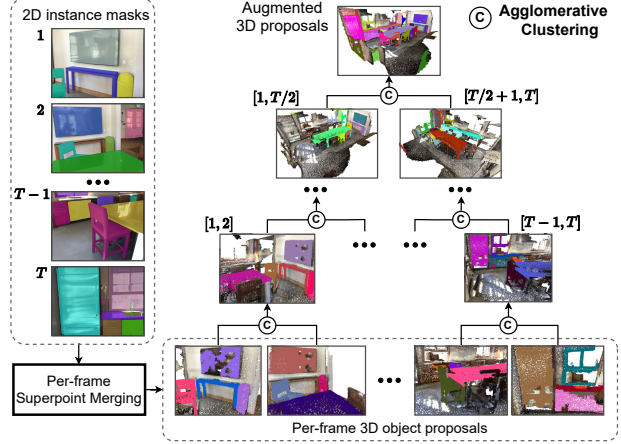 2D instance masks
1
2
T − 1
T
Per-frame
Superpoint Merging
Augmented
3D proposals
C Agglomerative
Clustering
C
[1, T/2]
[T/2 + 1, T]
C
C
[1, 2]
[T − 1, T]
C
C
Per-frame 3D object proposals